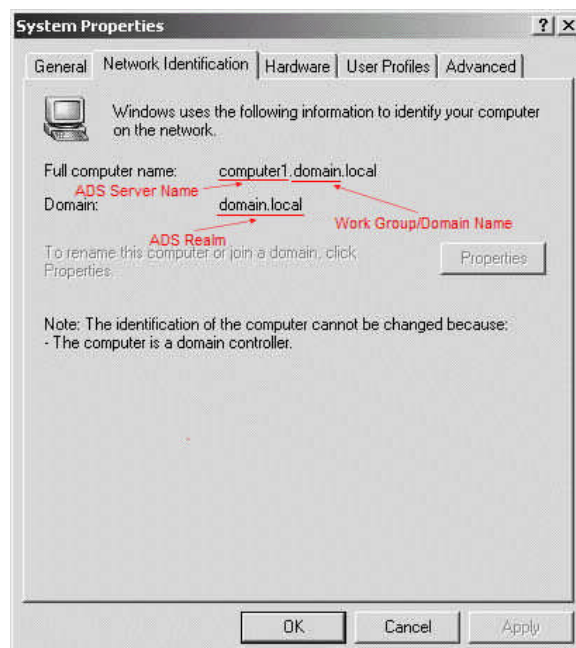 System Properties
General Network Identification Hardware User Profiles Advanced
Windows uses the following information to identify your computer
on the network.
Full computer name: computer1.domain.local
ADS Server Name
Domain: domain.local
Work Group/Domain Name
ADS Realm
To rename this computer or join a domain, click
Properties.
Properties
Note: The identification of the computer cannot be changed because:
- The computer is a domain controller.
OK Cancel Apply